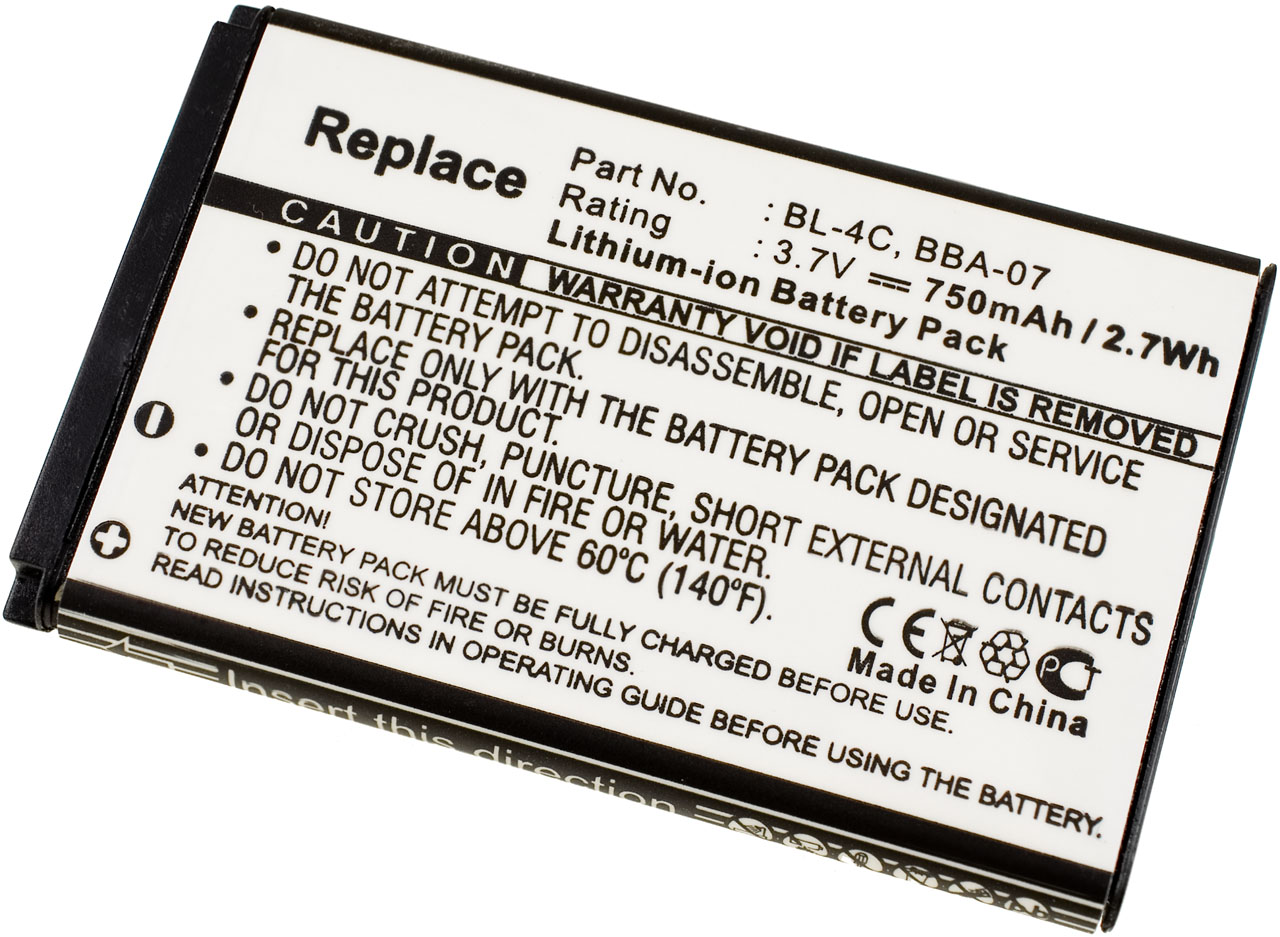 Replace
Part No. : BL-4C, BBA-07
Rating : 3.7V ⎓ 750mAh / 2.7Wh
Lithium-ion Battery Pack
CAUTION
WARRANTY VOID IF LABEL IS REMOVED
• DO NOT ATTEMPT TO DISASSEMBLE, OPEN OR SERVICE
THE BATTERY PACK.
• REPLACE ONLY WITH THE BATTERY PACK DESIGNATED
FOR THIS PRODUCT.
• DO NOT CRUSH, PUNCTURE, SHORT EXTERNAL CONTACTS
OR DISPOSE OF IN FIRE OR WATER.
• DO NOT STORE ABOVE 60°C (140°F).
ATTENTION!
NEW BATTERY PACK MUST BE FULLY CHARGED BEFORE USE.
TO REDUCE RISK OF FIRE OR BURNS.
READ INSTRUCTIONS IN OPERATING GUIDE BEFORE USING THE BATTERY.
CE
Made In China
Insert this direction